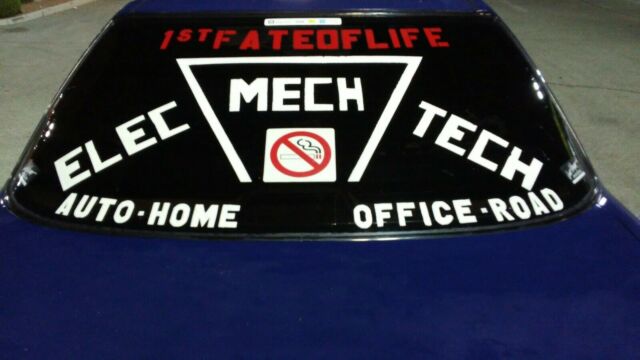 1STFATEOFLIFE
MECH
ELEC
TECH
AUTO-HOME
OFFICE-ROAD